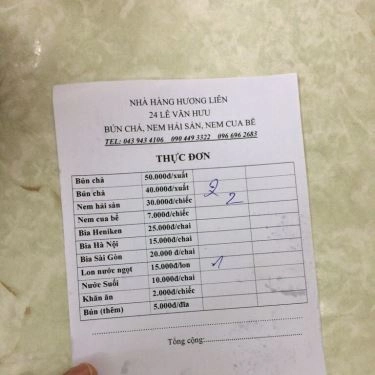 NHÀ HÀNG HƯƠNG LIÊN
24 LÊ VĂN HƯU
BÚN CHẢ, NEM HẢI SẢN, NEM CUA BỂ
TEL: 043 943 4106 090 449 3322 096 696 2683
THỰC ĐƠN
Bún chả 50.000đ/xuất
Bún chả 40.000đ/xuất 2
Nem hải sản 30.000đ/chiếc 2
Nem cua bể 7.000đ/chiếc
Bia Heniken 25.000đ/chai
Bia Hà Nội 15.000đ/chai
Bia Sài Gòn 20.000 đ/chai
Lon nước ngọt 15.000đ/lon 1
Nước Suối 10.000đ/chai
Khăn ăn 2.000đ/chiếc
Bún (thêm) 5.000đ/đĩa
Tổng cộng: